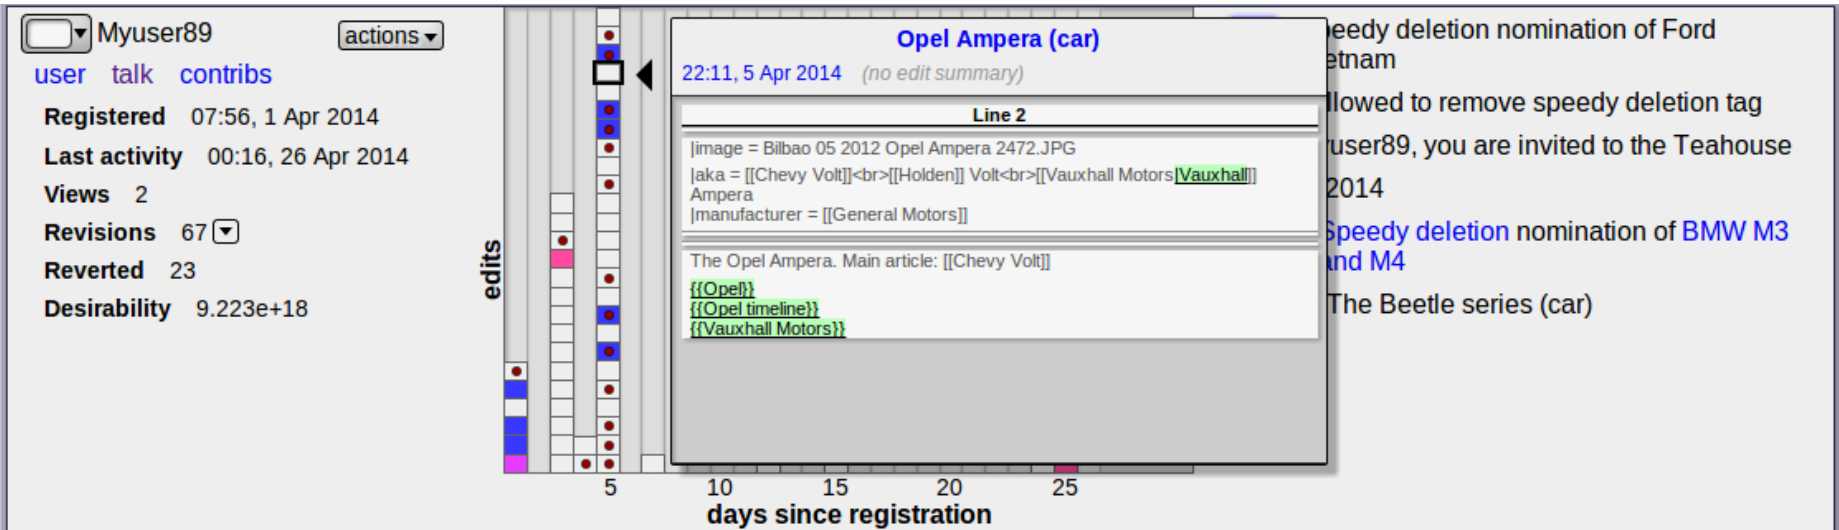 Myuser89
actions
user talk contribs
Registered 07:56, 1 Apr 2014
Last activity 00:16, 26 Apr 2014
Views 2
Revisions 67
Reverted 23
Desirability 9.223e+18
edits
5 10 15 20 25
days since registration
Opel Ampera (car)
22:11, 5 Apr 2014 (no edit summary)
Line 2
|image = Bilbao 05 2012 Opel Ampera 2472.JPG
|aka = [[Chevy Volt]]<br>[[Holden]] Volt<br>[[Vauxhall Motors|Vauxhall]]
Ampera
|manufacturer = [[General Motors]]
The Opel Ampera. Main article: [[Chevy Volt]]
{{Opel}}
{{Opel timeline}}
{{Vauxhall Motors}}
deletion nomination of Ford
to remove speedy deletion tag
you are invited to the Teahouse
2014
Speedy deletion nomination of BMW M3
and M4
The Beetle series (car)